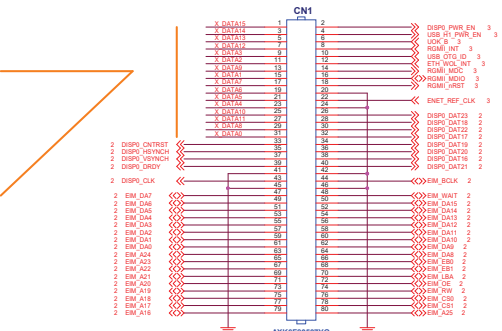 CN1
X_DATA15 1 2 DISP0_PWR_EN 3
X_DATA14 3 4 USB_H1_PWR_EN 3
X_DATA13 5 6 UOK_B 3
X_DATA12 7 8 RGMII_INT 3
X_DATA3 9 10 USB_OTG_ID 3
X_DATA2 11 12 ETH_WOL_INT 3
X_DATA9 13 14 RGMII_MDC 3
X_DATA1 15 16 RGMII_MDIO 3
X_DATA7 17 18 RGMII_nRST 3
X_DATA6 19 20
X_DATA5 21 22 ENET_REF_CLK 3
X_DATA4 23 24
X_DATA10 25 26 DISP0_DAT23 2
X_DATA11 27 28 DISP0_DAT18 2
X_DATA8 29 30 DISP0_DAT22 2
X_DATA0 31 32 DISP0_DAT17 2
2 DISP0_CNTRST 33 34 DISP0_DAT19 2
2 DISP0_HSYNCH 35 36 DISP0_DAT20 2
2 DISP0_VSYNCH 37 38 DISP0_DAT16 2
2 DISP0_DRDY 39 40 DISP0_DAT21 2
41 42
2 DISP0_CLK 43 44 EIM_BCLK 2
45 46
2 EIM_DA7 47 48 EIM_WAIT 2
2 EIM_DA6 49 50 EIM_DA15 2
2 EIM_DA5 51 52 EIM_DA14 2
2 EIM_DA4 53 54 EIM_DA13 2
2 EIM_DA3 55 56 EIM_DA12 2
2 EIM_DA2 57 58 EIM_DA11 2
2 EIM_DA1 59 60 EIM_DA10 2
2 EIM_DA0 61 62 EIM_DA9 2
2 EIM_A24 63 64 EIM_DA8 2
2 EIM_A23 65 66 EIM_EB0 2
2 EIM_A22 67 68 EIM_EB1 2
2 EIM_A21 69 70 EIM_LBA 2
2 EIM_A20 71 72 EIM_OE 2
2 EIM_A19 73 74 EIM_RW 2
2 EIM_A18 75 76 EIM_CS0 2
2 EIM_A17 77 78 EIM_CS1 2
2 EIM_A16 79 80 EIM_A25 2